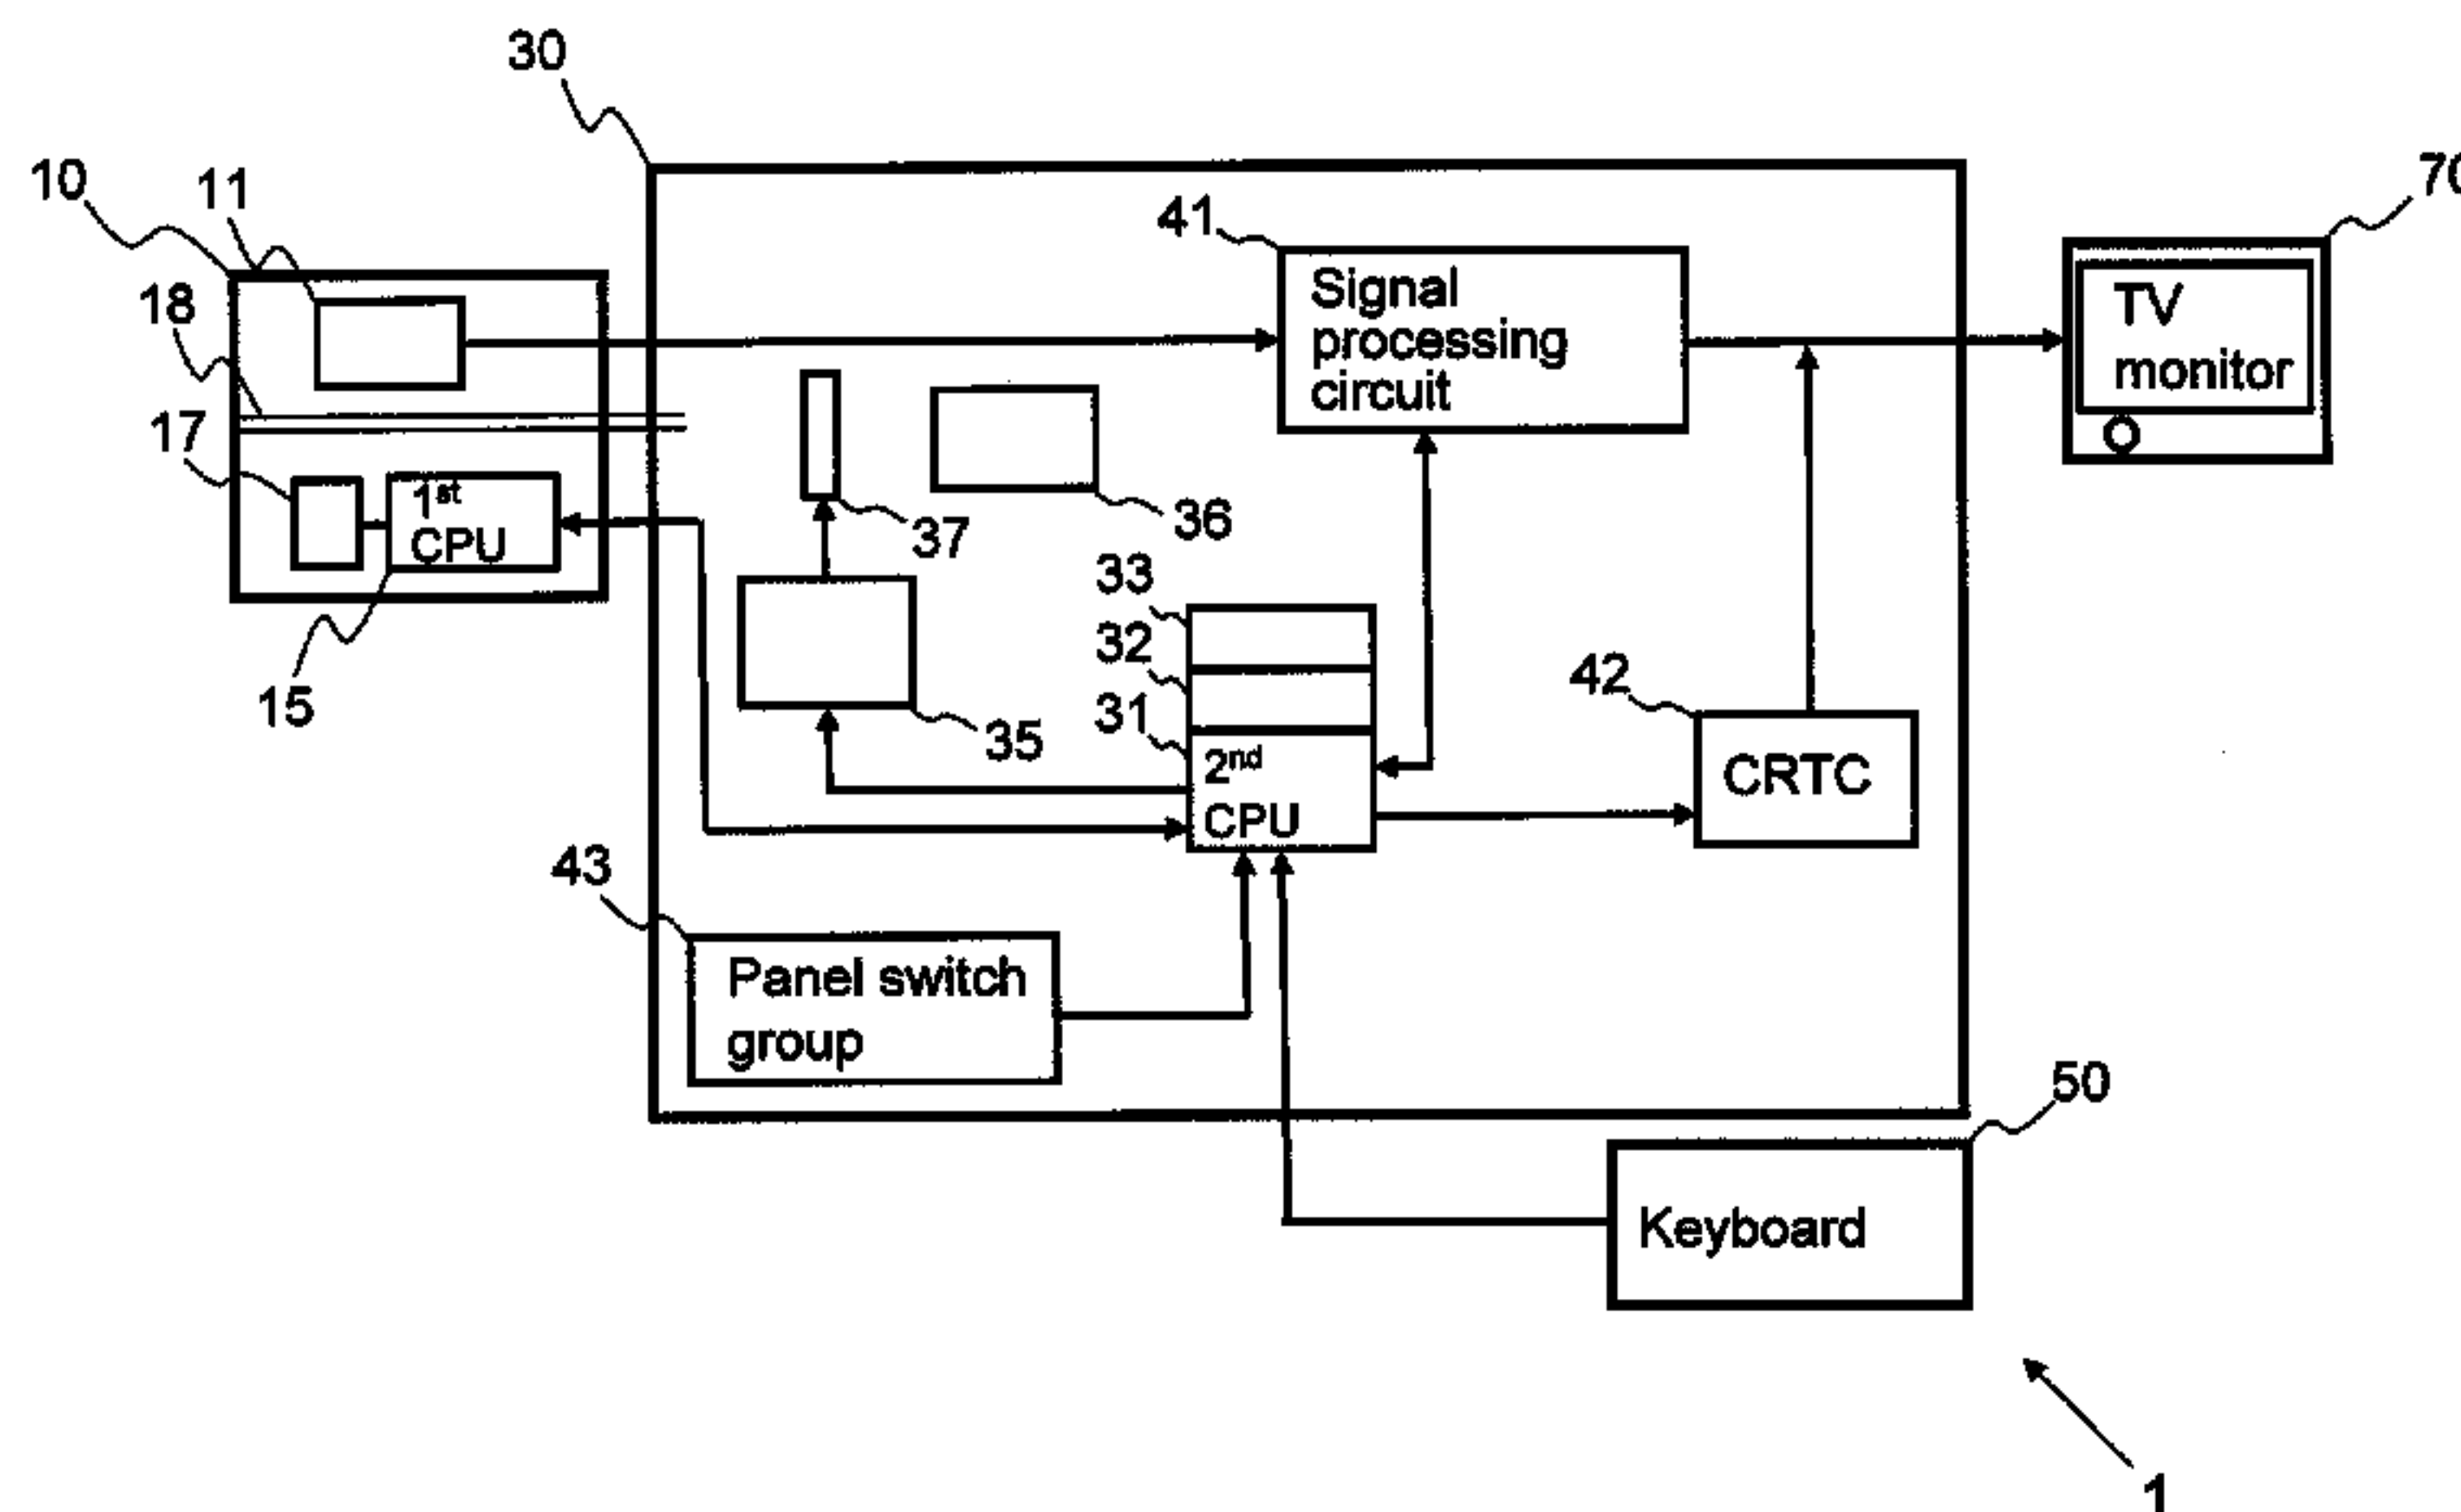 30
10
11
70
41
18
Signal
processing
circuit
TV
monitor
17
1st
CPU
37
36
33
32
31
15
35
42
2nd
CPU
CRTC
43
Panel switch
group
50
Keyboard
1